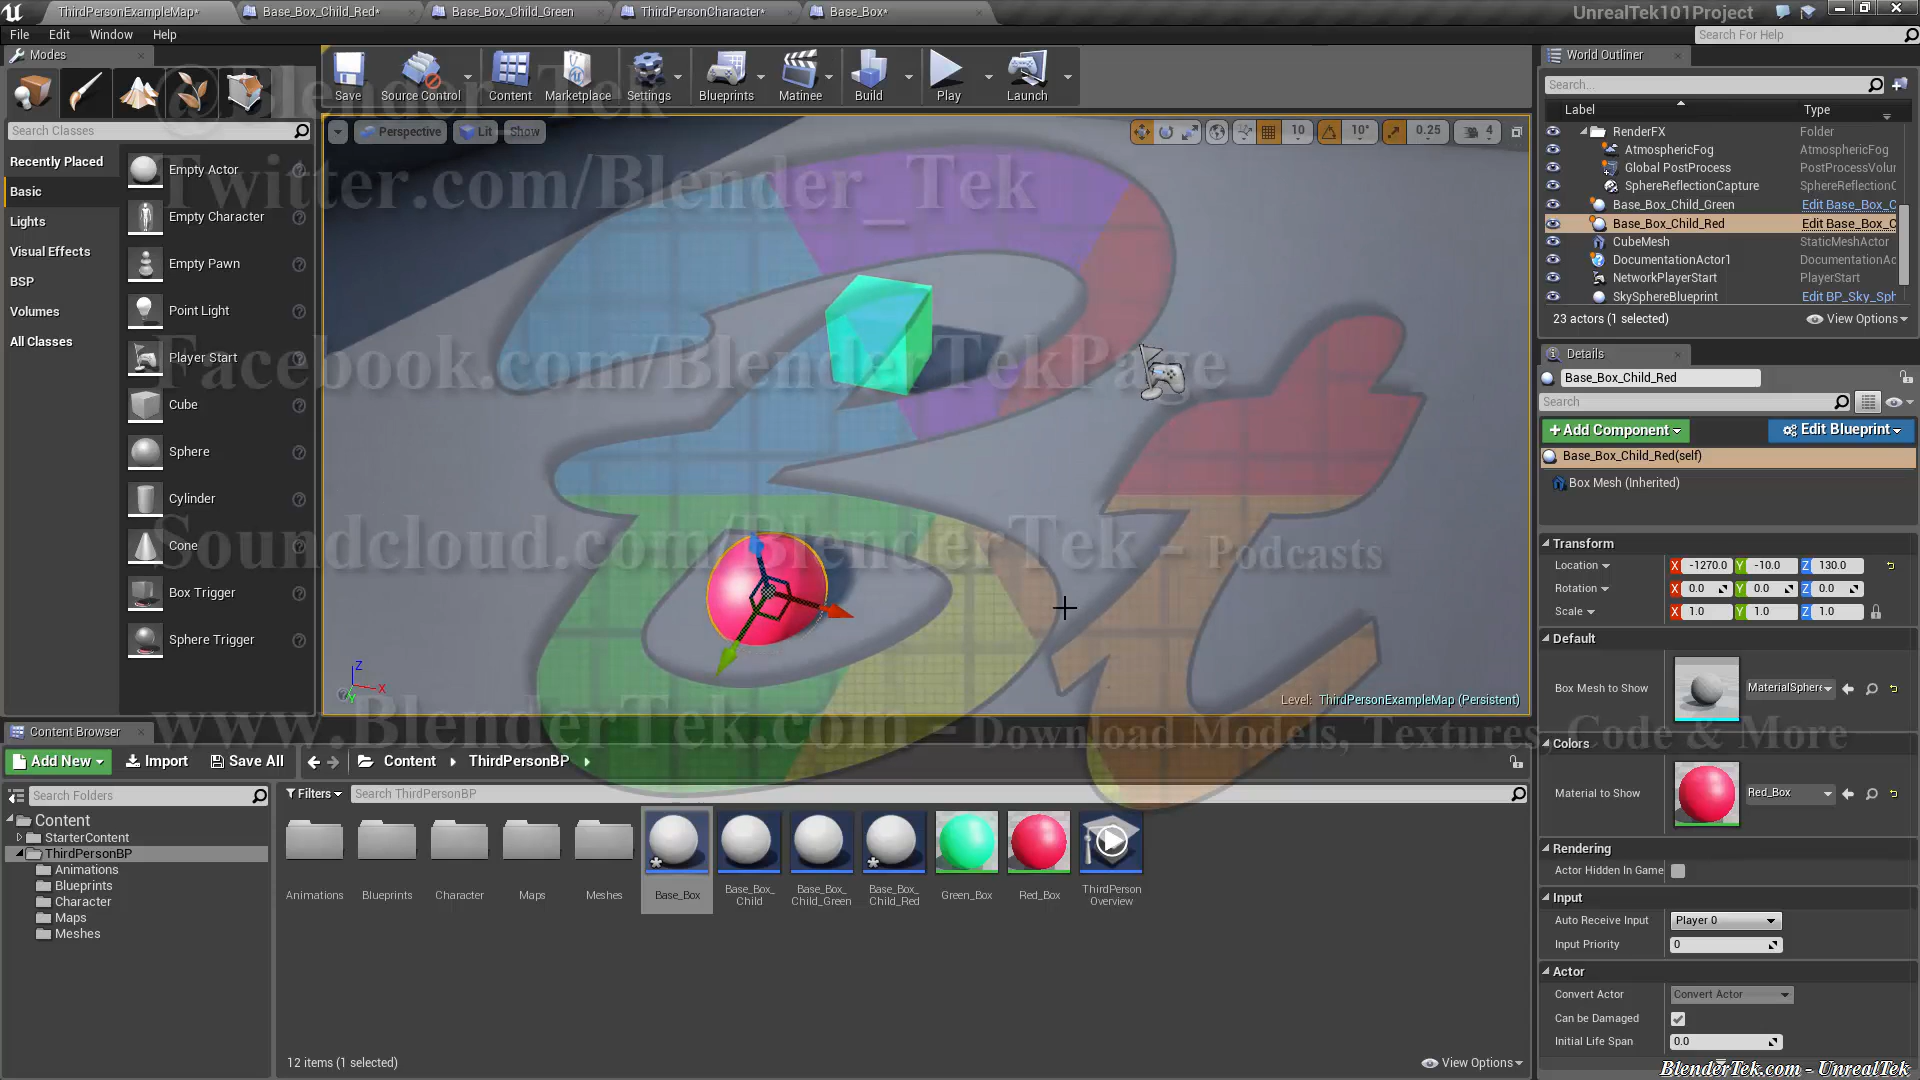 ThirdPersonExampleMap*
Base_Box_Child_Red*
Base_Box_Child_Green
ThirdPersonCharacter*
Base_Box*
UnrealTek101Project
File
Edit
Window
Help
Search For Help
Modes
Save
Source Control
Content
Marketplace
Settings
Blueprints
Matinee
Build
Play
Launch
Search Classes
Recently Placed
Basic
Lights
Visual Effects
BSP
Volumes
All Classes
Empty Actor
Empty Character
Empty Pawn
Point Light
Player Start
Cube
Sphere
Cylinder
Cone
Box Trigger
Sphere Trigger
Perspective
Lit
Show
10
10°
0.25
4
@Blender_Tek
Twitter.com/Blender_Tek
Facebook.com/BlenderTekPage
Soundcloud.com/BlenderTek - Podcasts
www.BlenderTek.com - Download Models, Textures, Code & More
Z
X
Y
Level: ThirdPersonExampleMap (Persistent)
World Outliner
Search...
Label
Type
RenderFX
Folder
AtmosphericFog
AtmosphericFog
Global PostProcess
PostProcessVolur
SphereReflectionCapture
SphereReflectionC
Base_Box_Child_Green
Edit Base_Box_C
Base_Box_Child_Red
Edit Base_Box_C
CubeMesh
StaticMeshActor
DocumentationActor1
DocumentationAc
NetworkPlayerStart
PlayerStart
SkySphereBlueprint
Edit BP_Sky_Sph
23 actors (1 selected)
View Options
Details
Base_Box_Child_Red
Search
+Add Component
Edit Blueprint
Base_Box_Child_Red(self)
Box Mesh (Inherited)
Transform
Location
X -1270.0 Y -10.0 Z 130.0
Rotation
X 0.0 Y 0.0 Z 0.0
Scale
X 1.0 Y 1.0 Z 1.0
Default
Box Mesh to Show
MaterialSphere
Colors
Material to Show
Red_Box
Rendering
Actor Hidden In Game
Input
Auto Receive Input
Player 0
Input Priority
0
Actor
Convert Actor
Convert Actor
Can be Damaged
Initial Life Span
0.0
Content Browser
Add New
Import
Save All
Content
ThirdPersonBP
Search Folders
Filters
Search ThirdPersonBP
Content
StarterContent
ThirdPersonBP
Animations
Blueprints
Character
Maps
Meshes
Animations
Blueprints
Character
Maps
Meshes
Base_Box
Base_Box_
Child
Base_Box_
Child_Green
Base_Box_
Child_Red
Green_Box
Red_Box
ThirdPerson
Overview
12 items (1 selected)
View Options
BlenderTek.com - UnrealTek